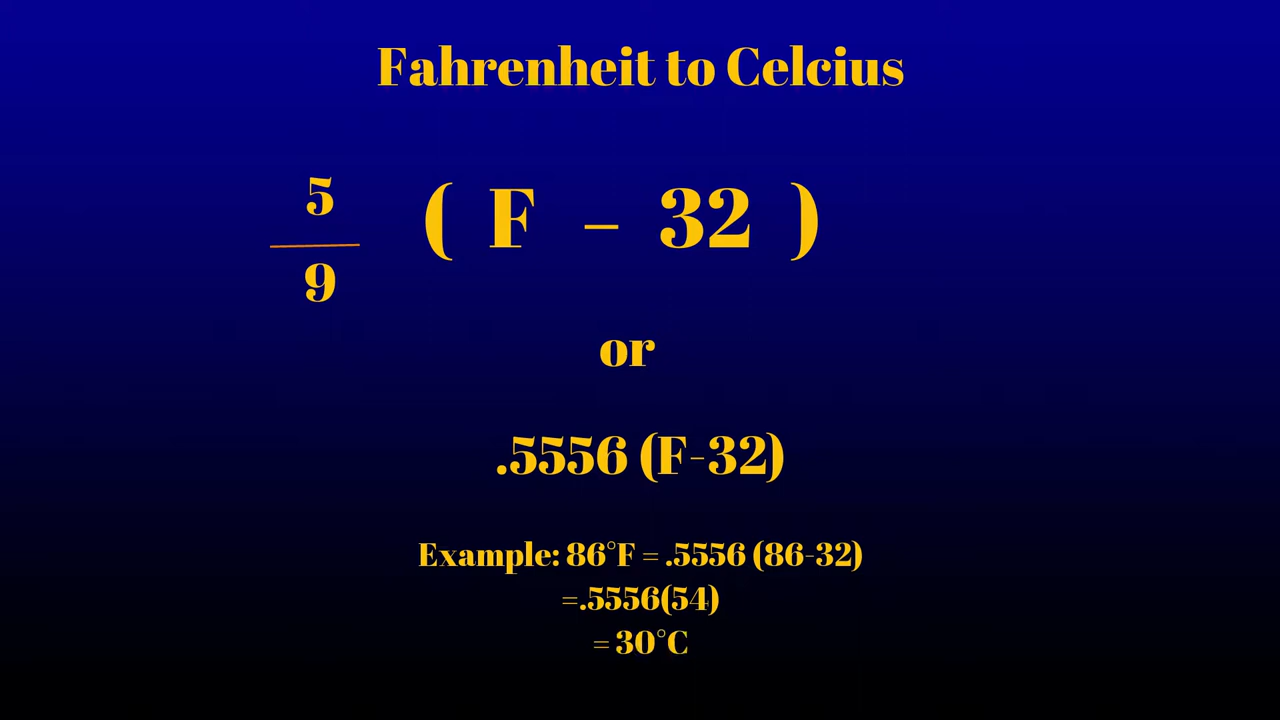 Fahrenheit to Celcius
5
9
( F – 32 )
or
.5556 (F-32)
Example: 86°F = .5556 (86-32)
=.5556(54)
= 30°C